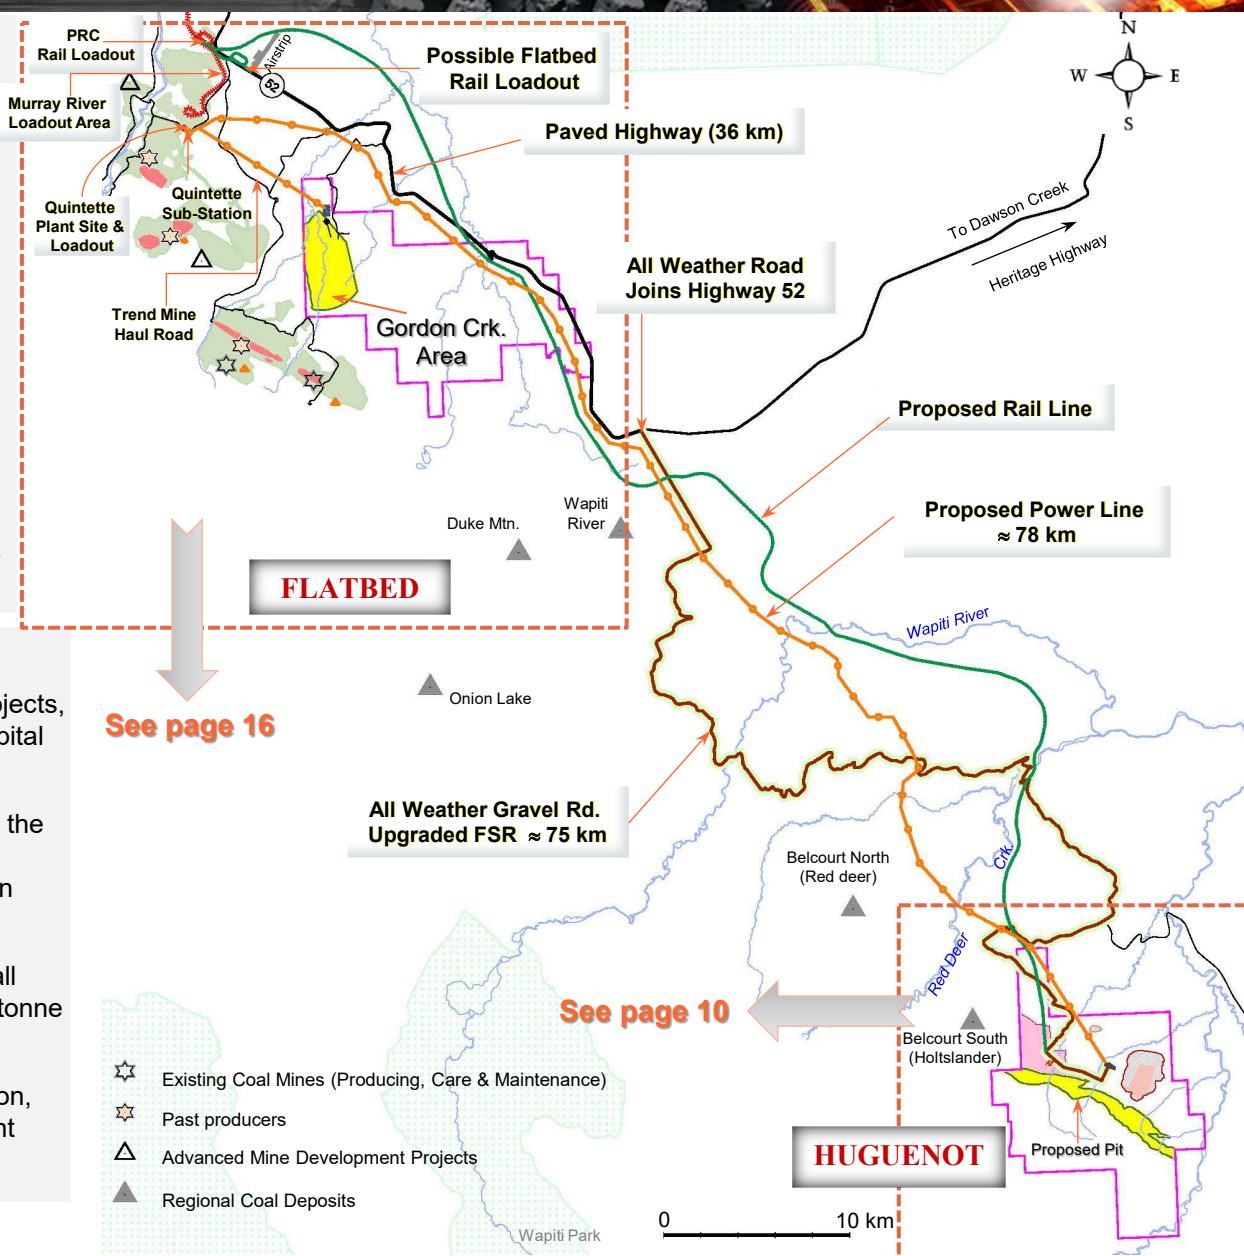 PRC
Rail Loadout
Murray River
Loadout Area
Airstrip
52
Possible Flatbed
Rail Loadout
N
W
E
S
Paved Highway (36 km)
Quintette
Plant Site &
Loadout
Quintette
Sub-Station
To Dawson Creek
Heritage Highway
All Weather Road
Joins Highway 52
Trend Mine
Haul Road
Gordon Crk.
Area
Proposed Rail Line
Wapiti
River
Duke Mtn.
Proposed Power Line
≈ 78 km
FLATBED
Wapiti River
Onion Lake
See page 16
jects,
pital
the
n
all
tonne
on,
nt
All Weather Gravel Rd.
Upgraded FSR ≈ 75 km
Belcourt North
(Red deer)
Crk.
Red Deer
See page 10
Belcourt South
(Holtslander)
Existing Coal Mines (Producing, Care & Maintenance)
Past producers
Advanced Mine Development Projects
Regional Coal Deposits
HUGUENOT
Proposed Pit
Wapiti Park
0
10 km